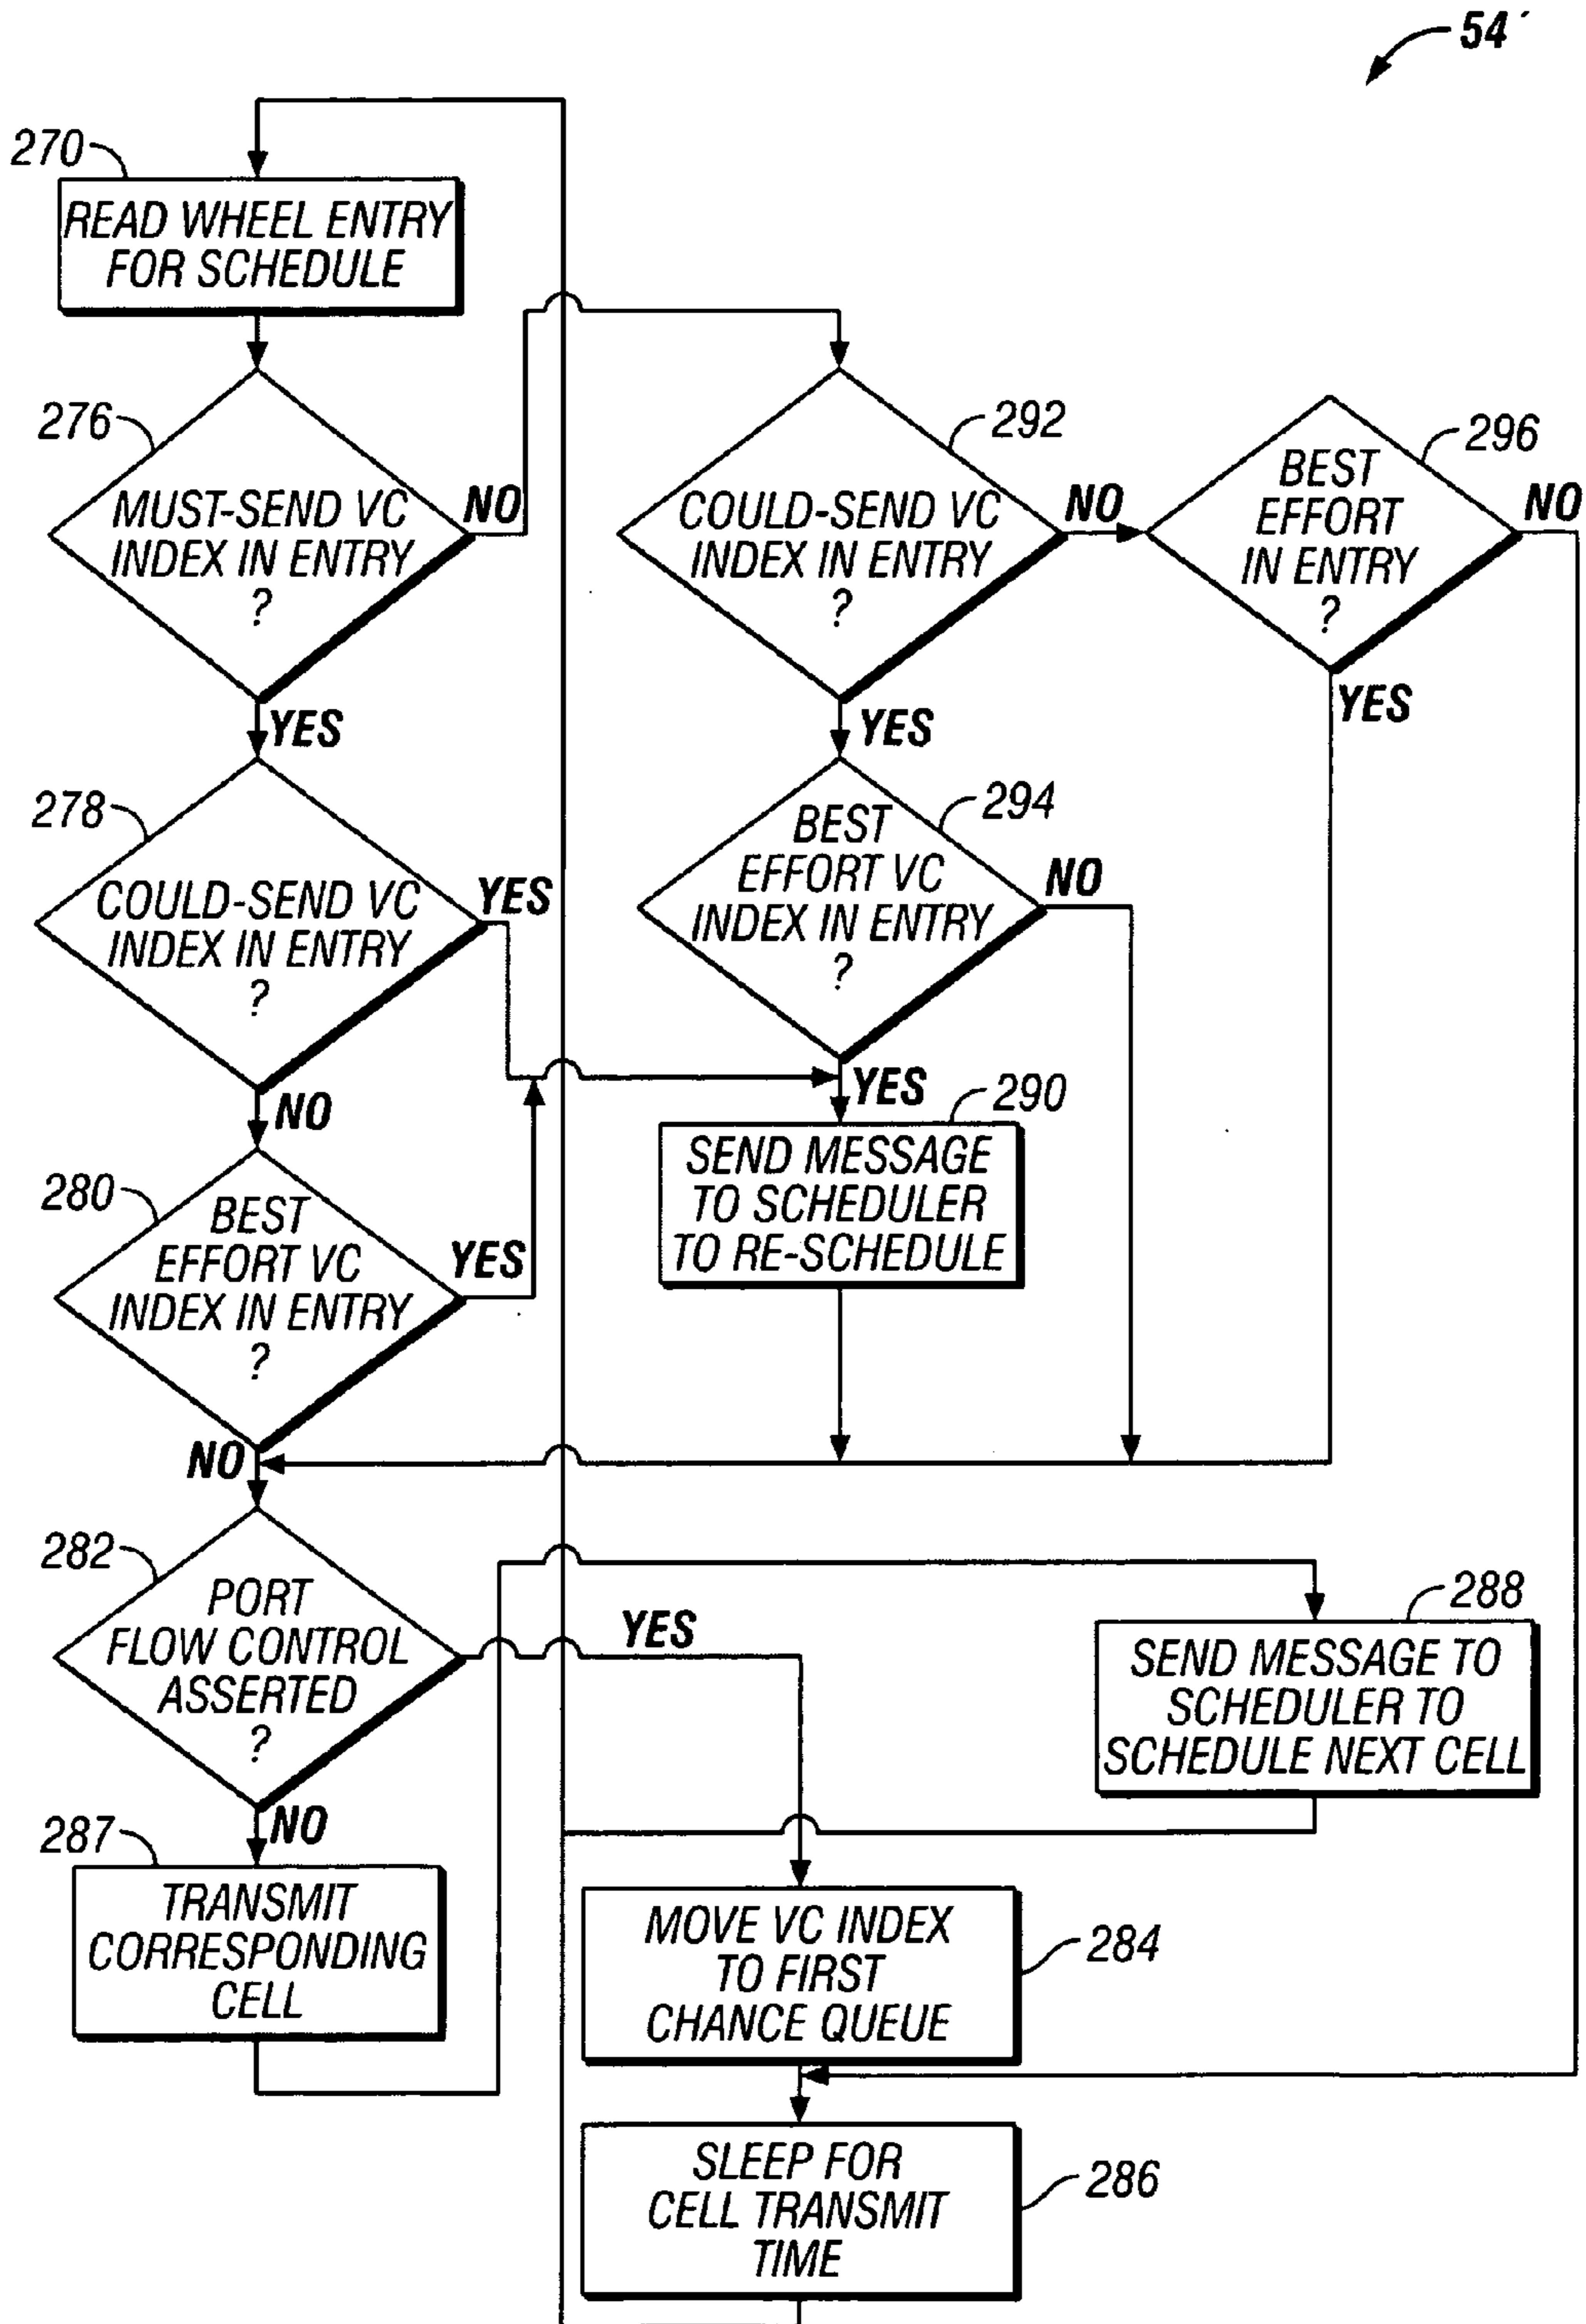 54´
270
READ WHEEL ENTRY
FOR SCHEDULE
276
MUST-SEND VC
INDEX IN ENTRY
?
NO
YES
292
COULD-SEND VC
INDEX IN ENTRY
?
NO
YES
296
BEST
EFFORT
IN ENTRY
?
NO
YES
278
COULD-SEND VC
INDEX IN ENTRY
?
YES
NO
294
BEST
EFFORT VC
INDEX IN ENTRY
?
NO
YES
290
SEND MESSAGE
TO SCHEDULER
TO RE-SCHEDULE
280
BEST
EFFORT VC
INDEX IN ENTRY
?
YES
NO
282
PORT
FLOW CONTROL
ASSERTED
?
YES
NO
288
SEND MESSAGE TO
SCHEDULER TO
SCHEDULE NEXT CELL
287
TRANSMIT
CORRESPONDING
CELL
MOVE VC INDEX
TO FIRST
CHANCE QUEUE
284
SLEEP FOR
CELL TRANSMIT
TIME
286